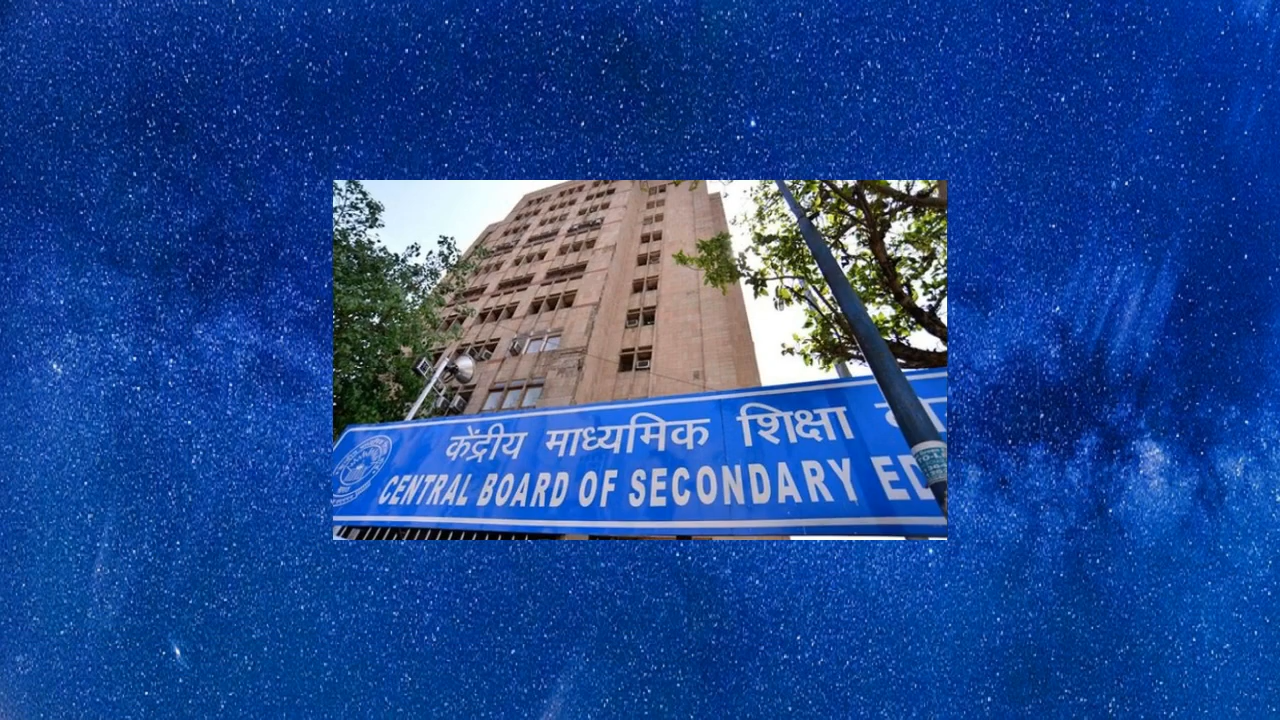 केंद्रीय माध्यमिक शिक्षा
CENTRAL BOARD OF SECONDARY ED